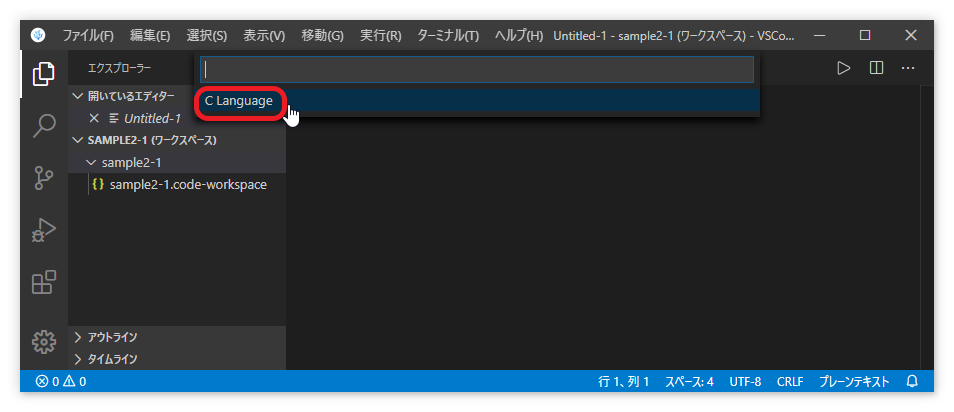 ファイル(F) 編集(E) 選択(S) 表示(V) 移動(G) 実行(R) ターミナル(T) ヘルプ(H) Untitled-1 - sample2-1 (ワークスペース) - VSCo...
エクスプローラー
開いているエディター
Untitled-1
SAMPLE2-1 (ワークスペース)
sample2-1
{} sample2-1.code-workspace
C Language
アウトライン
タイムライン
0 0 行 1、列 1 スペース: 4 UTF-8 CRLF プレーンテキスト